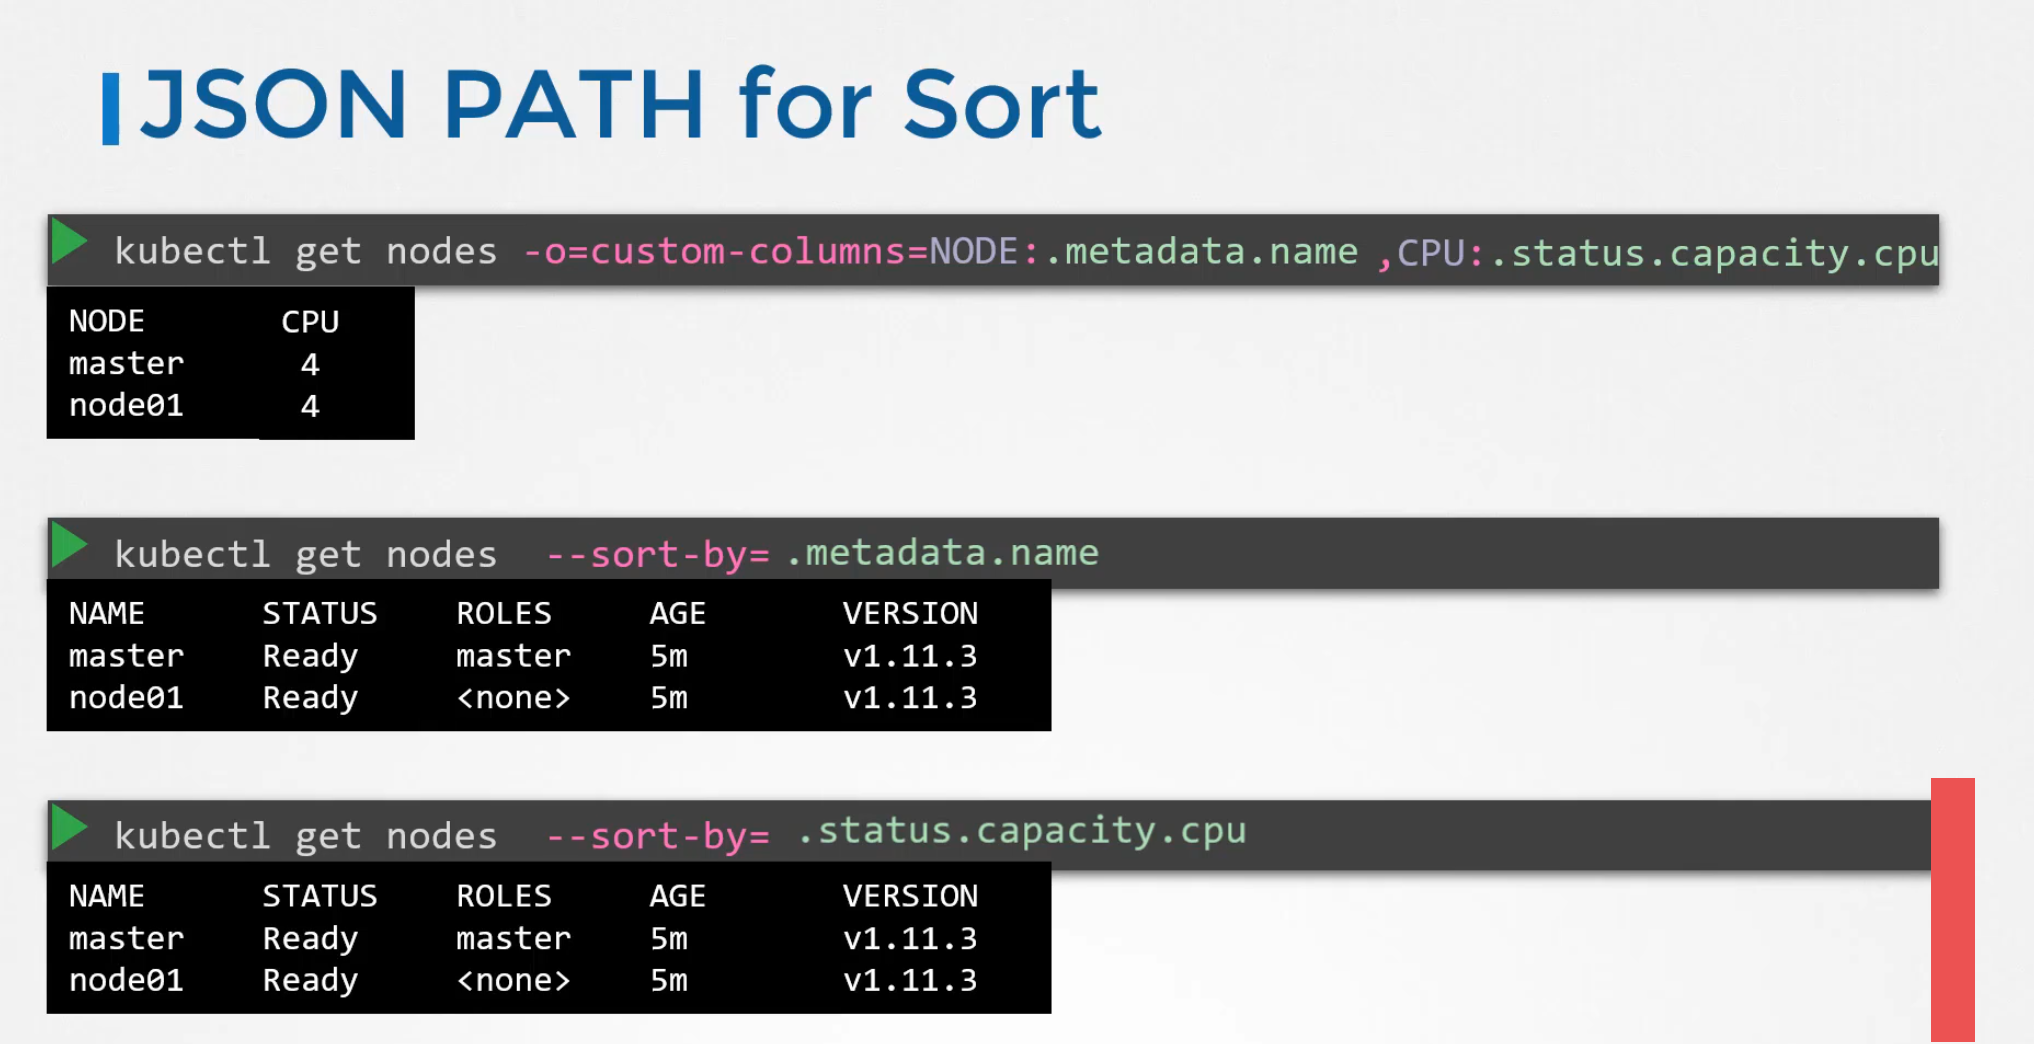 JSON PATH for Sort
kubectl get nodes -o=custom-columns=NODE:.metadata.name ,CPU:.status.capacity.cpu
NODE CPU
master 4
node01 4
kubectl get nodes --sort-by= .metadata.name
NAME STATUS ROLES AGE VERSION
master Ready master 5m v1.11.3
node01 Ready <none> 5m v1.11.3
kubectl get nodes --sort-by= .status.capacity.cpu
NAME STATUS ROLES AGE VERSION
master Ready master 5m v1.11.3
node01 Ready <none> 5m v1.11.3